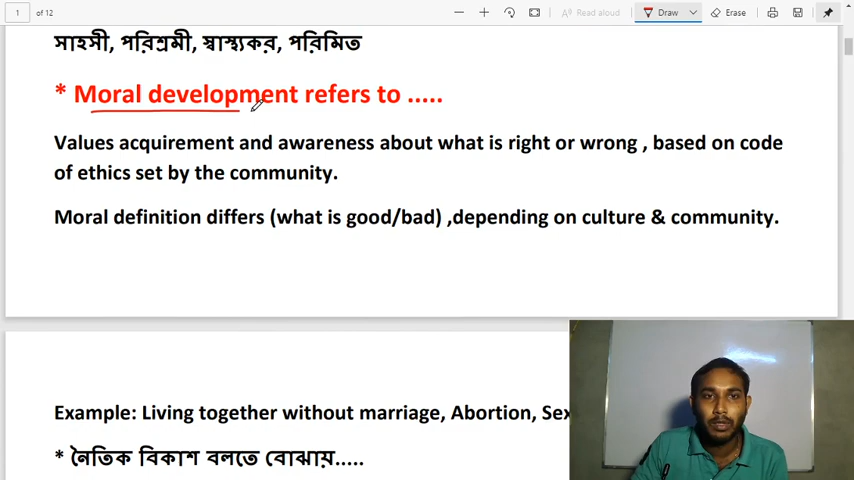 1 of 12
Read aloud
Draw
Erase
সাহসী, পরিশ্রমী, স্বাস্থ্যকর, পরিমিত
* Moral development refers to .....
Values acquirement and awareness about what is right or wrong , based on code
of ethics set by the community.
Moral definition differs (what is good/bad) ,depending on culture & community.
Example: Living together without marriage, Abortion, Sex
* নৈতিক বিকাশ বলতে বোঝায়.....